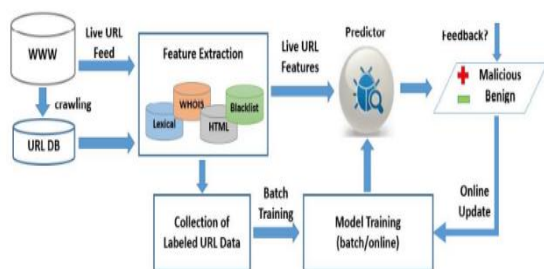 WWW
Live URL
Feed
crawling
URL DB
Feature Extraction
WHOIS
Blacklist
Lexical
HTML
Live URL
Features
Predictor
Feedback?
Malicious
Benign
Collection of
Labeled URL Data
Batch
Training
Model Training
(batch/online)
Online
Update